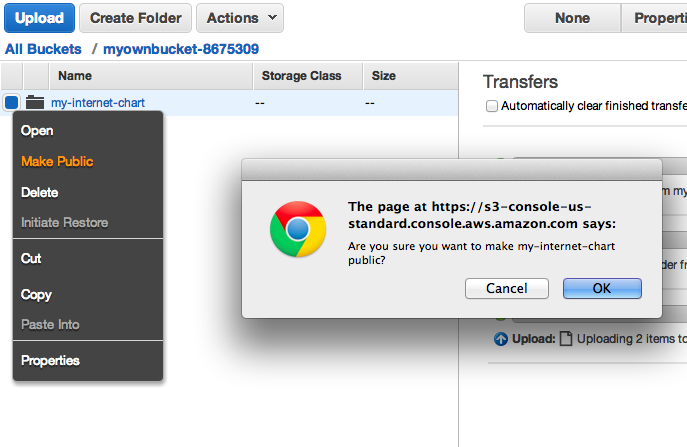 Upload Create Folder Actions None Properti
All Buckets / myownbucket-8675309
Name Storage Class Size
my-internet-chart -- --
Transfers
Automatically clear finished transfe
Open
Make Public
Delete
Initiate Restore
Cut
Copy
Paste Into
Properties
The page at https://s3-console-us-
standard.console.aws.amazon.com says:
Are you sure you want to make my-internet-chart
public?
Cancel OK
m my
der fr
Upload: Uploading 2 items to